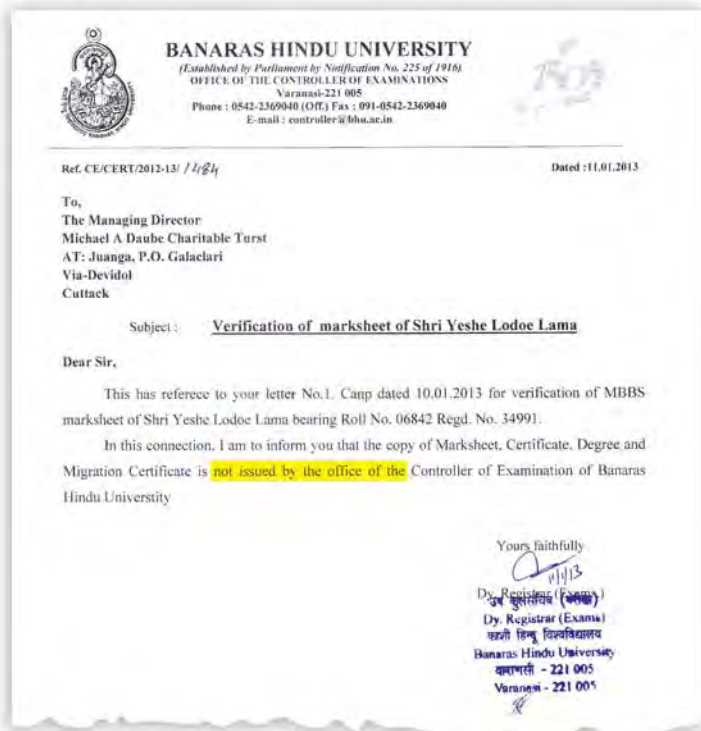 BANARAS HINDU UNIVERSITY
(Established by Parliament by Notification No. 225 of 1916)
OFFICE OF THE CONTROLLER OF EXAMINATIONS
Varanasi-221 005
Phone : 0542-2369040 (Off.) Fax : 091-0542-2369040
E-mail : controller@bhu.ac.in
Ref. CE/CERT/2012-13/ 1484 Dated :11.01.2013
To,
The Managing Director
Michael A Daube Charitable Turst
AT: Juanga, P.O. Galaclari
Via-Devidol
Cuttack
Subject : Verification of marksheet of Shri Yeshe Lodoe Lama
Dear Sir,
This has referece to your letter No.1. Canp dated 10.01.2013 for verification of MBBS
marksheet of Shri Yeshe Lodoe Lama bearing Roll No. 06842 Regd. No. 34991.
In this connection, I am to inform you that the copy of Marksheet, Certificate, Degree and
Migration Certificate is not issued by the office of the Controller of Examination of Banaras
Hindu Universtity
Yours faithfully
11/1/13
Dy. Registrar (Exams)
उप कुलसचिव (परीक्षा)
Dy. Registrar (Exams)
काशी हिन्दू विश्वविद्यालय
Banaras Hindu University
वाराणसी - 221 005
Varanasi - 221 005